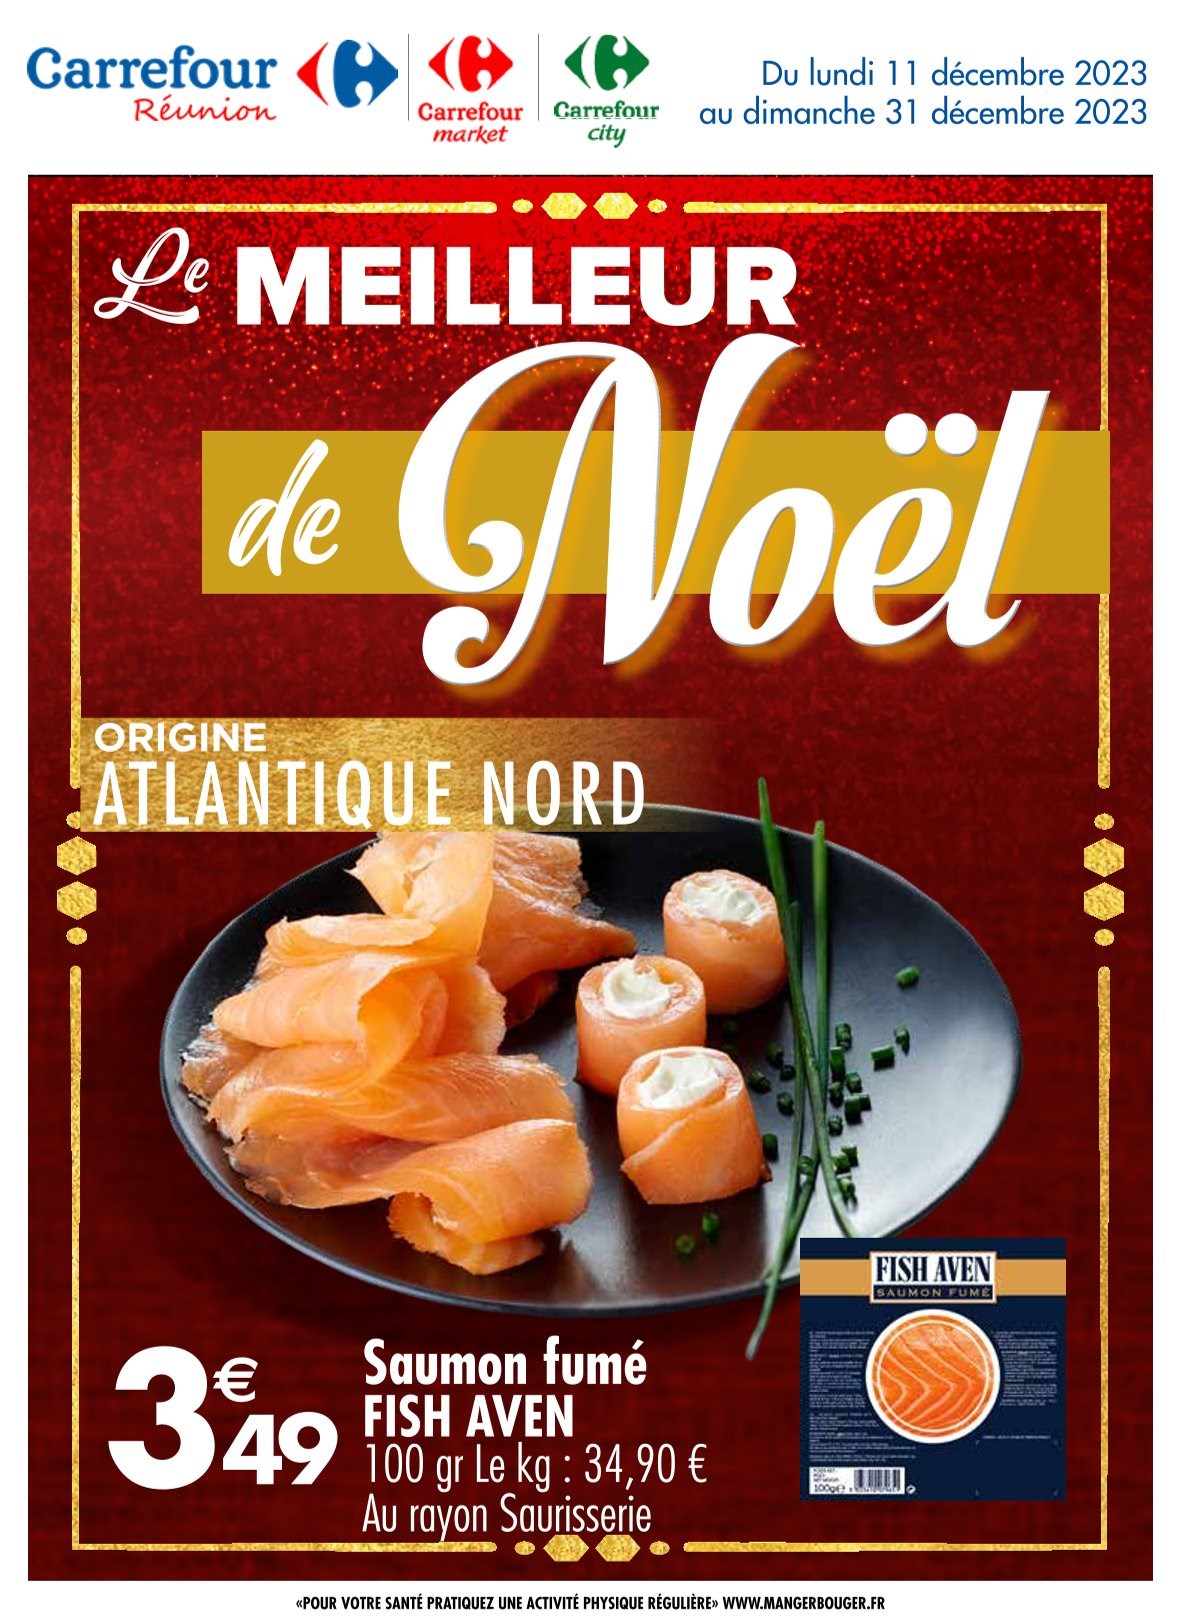 Carrefour
Réunion
Carrefour
market
Carrefour
city
Du lundi 11 décembre 2023
au dimanche 31 décembre 2023
Le MEILLEUR
de Noël
ORIGINE
ATLANTIQUE NORD
FISH AVEN
SAUMON FUMÉ
100g
3€49
Saumon fumé
FISH AVEN
100 gr Le kg : 34,90 €
Au rayon Saurisserie
«POUR VOTRE SANTÉ PRATIQUEZ UNE ACTIVITÉ PHYSIQUE RÉGULIÈRE» WWW.MANGERBOUGER.FR